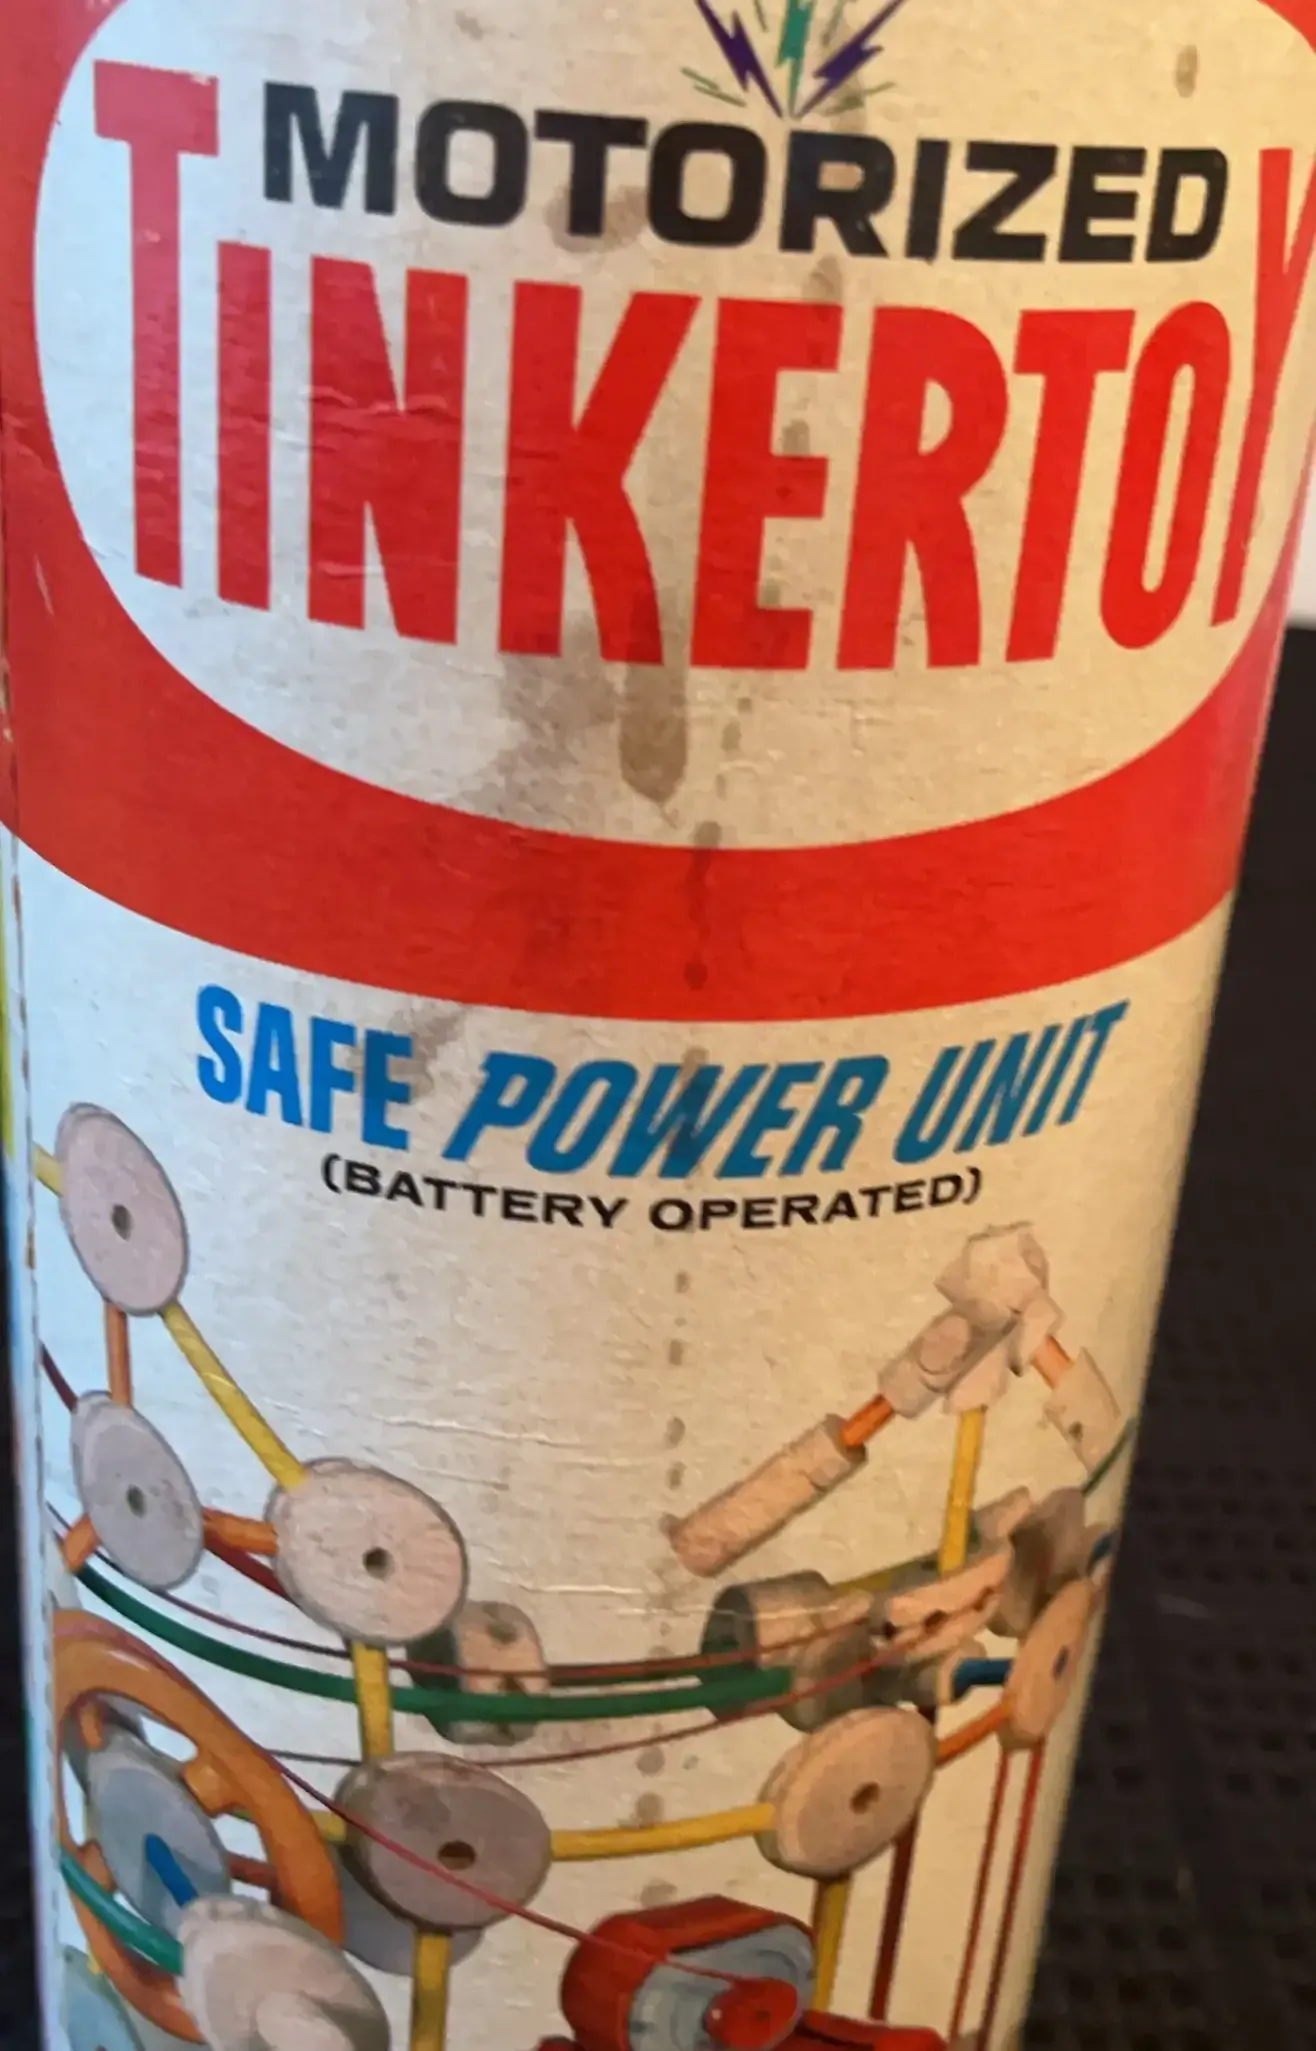 MOTORIZED
TINKERTOY
SAFE POWER UNIT
(BATTERY OPERATED)